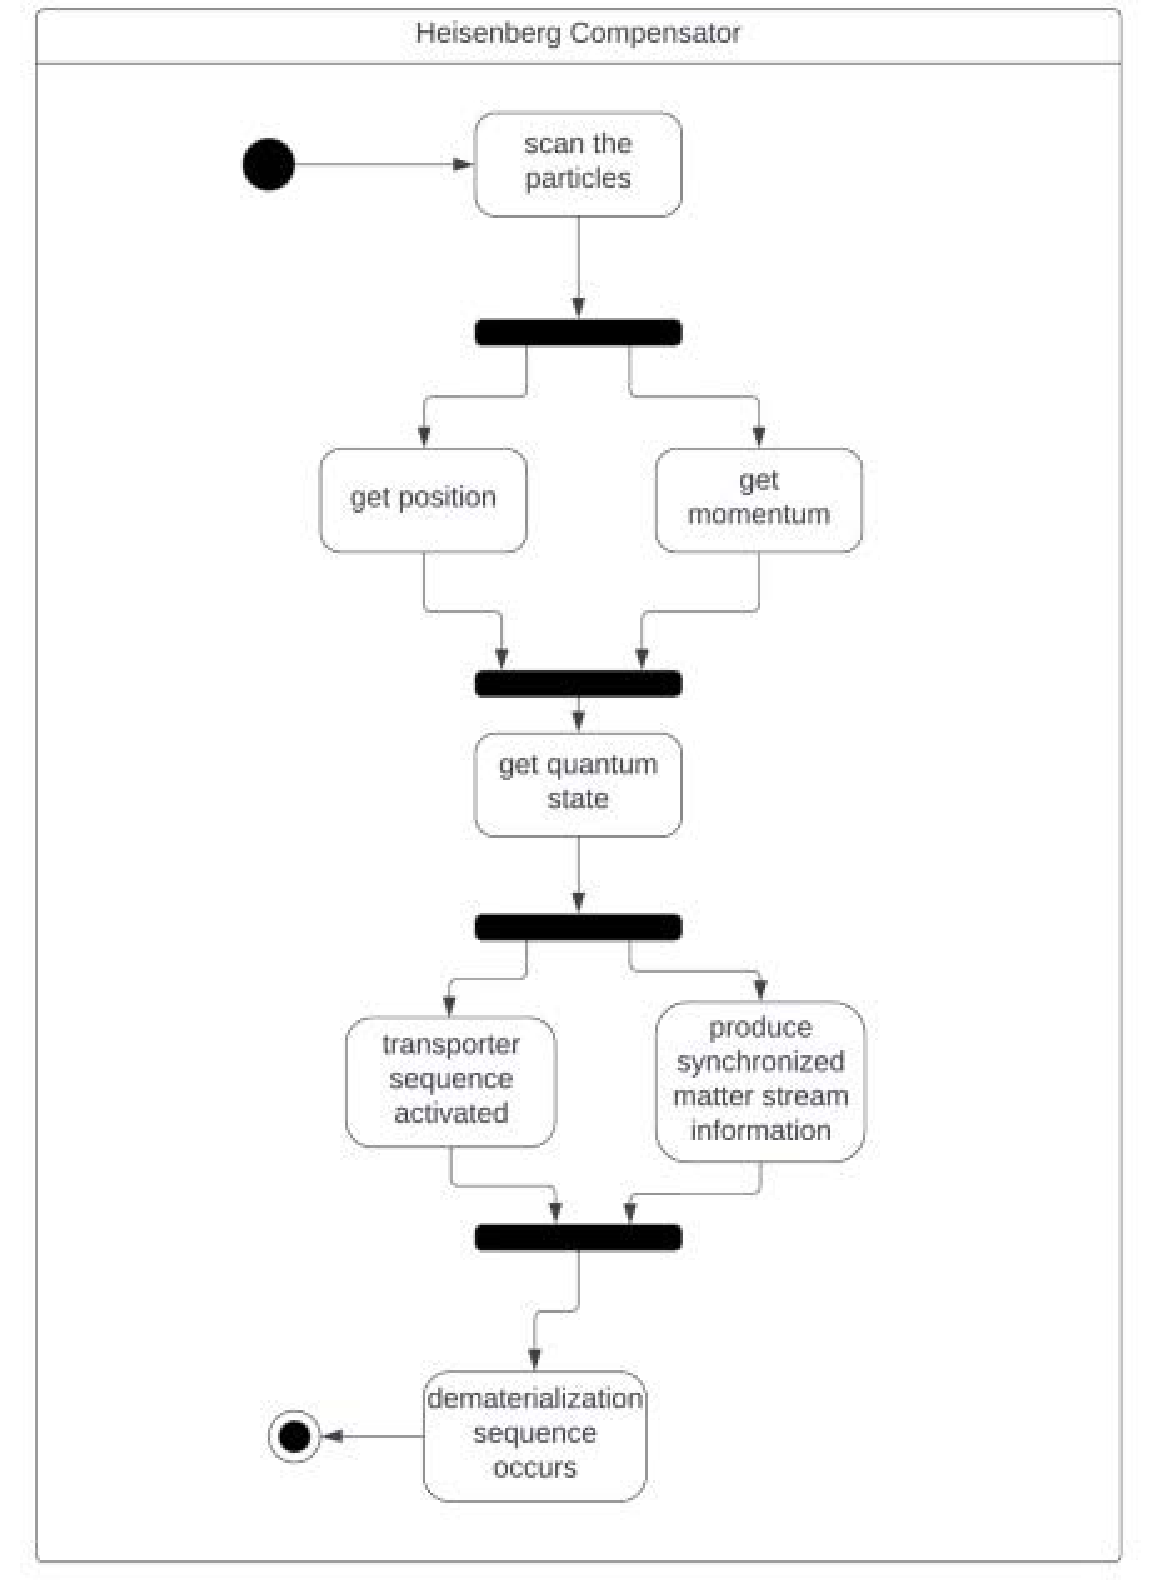 Heisenberg Compensator
scan the
particles
get position
get
momentum
get quantum
state
transporter
sequence
activated
produce
synchronized
matter stream
information
dematerialization
sequence
occurs